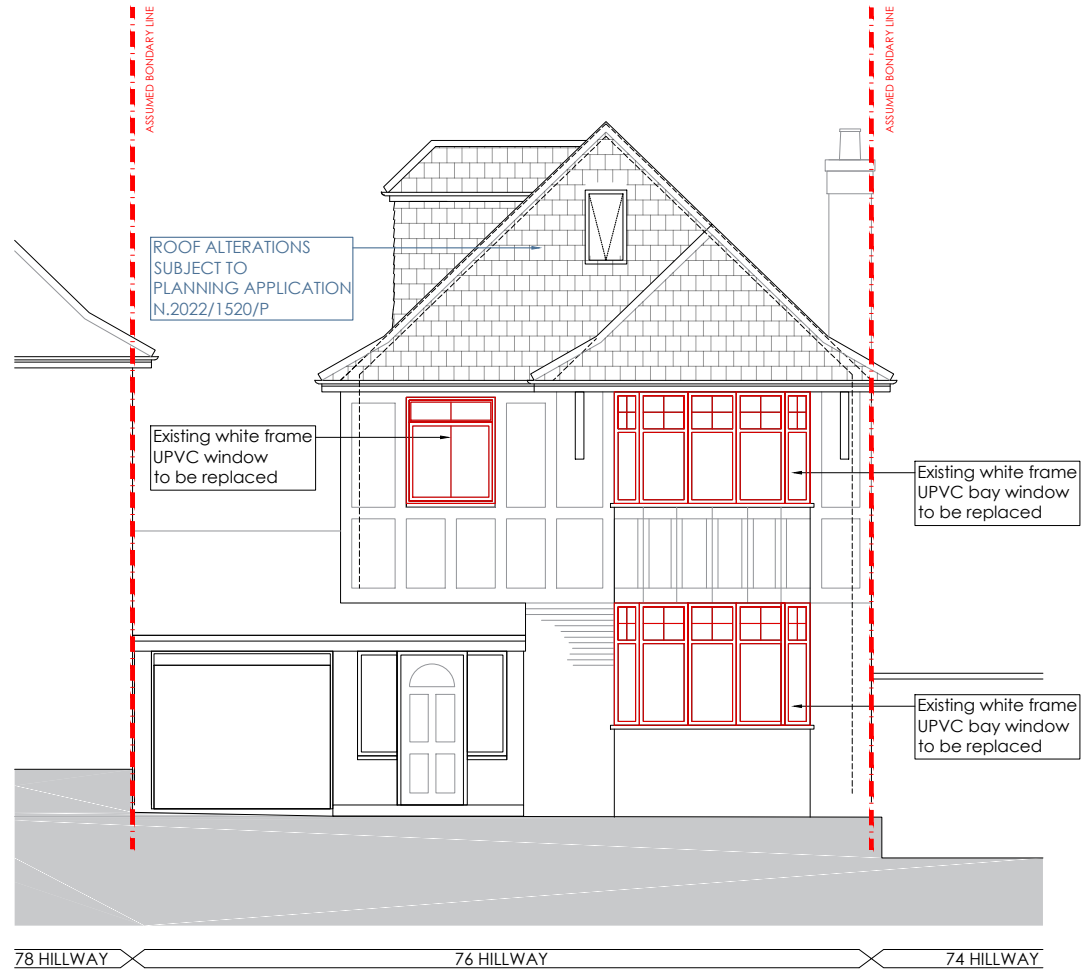 ASSUMED BONDARY LINE
ASSUMED BONDARY LINE
ROOF ALTERATIONS
SUBJECT TO
PLANNING APPLICATION
N.2022/1520/P
Existing white frame
UPVC window
to be replaced
Existing white frame
UPVC bay window
to be replaced
Existing white frame
UPVC bay window
to be replaced
78 HILLWAY
76 HILLWAY
74 HILLWAY